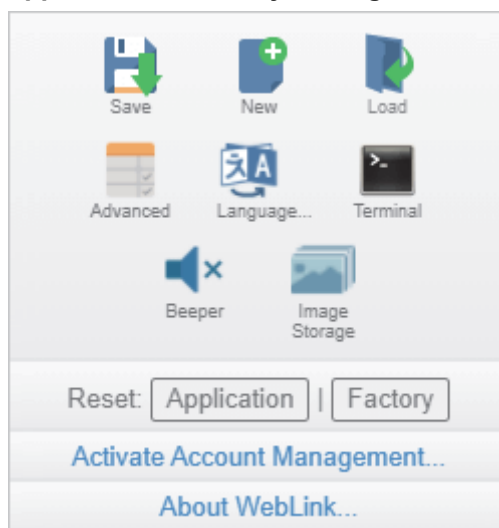 Save New Load
Advanced Language... Terminal
>_
Beeper Image
Storage
Reset: Application | Factory
Activate Account Management...
About WebLink...